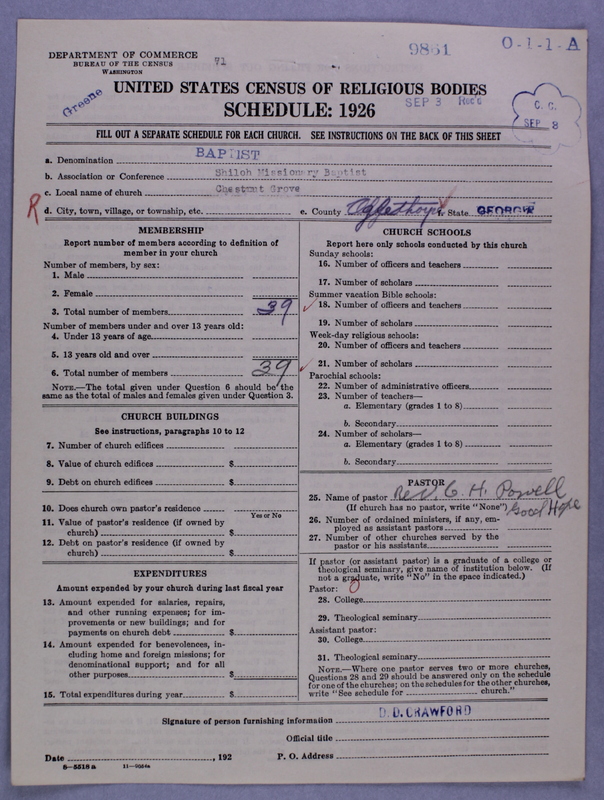 DEPARTMENT OF COMMERCE
BUREAU OF THE CENSUS
WASHINGTON
71
9861
O-1-1-A
Greene
UNITED STATES CENSUS OF RELIGIOUS BODIES
SCHEDULE: 1926
SEP 3 Rec'd
C. C.
SEP 8
FILL OUT A SEPARATE SCHEDULE FOR EACH CHURCH. SEE INSTRUCTIONS ON THE BACK OF THIS SHEET
a. Denomination BAPTIST
b. Association or Conference Shiloh Missionary Baptist
c. Local name of church Chestnut Grove
R d. City, town, village, or township, etc. e. County Oglethorpe f. State GEORGIA
MEMBERSHIP
Report number of members according to definition of
member in your church
Number of members, by sex:
1. Male
2. Female
3. Total number of members 39
Number of members under and over 13 years old:
4. Under 13 years of age
5. 13 years old and over
6. Total number of members 39
NOTE.—The total given under Question 6 should be the
same as the total of males and females given under Question 3.
CHURCH BUILDINGS
See instructions, paragraphs 10 to 12
7. Number of church edifices
8. Value of church edifices $
9. Debt on church edifices $
10. Does church own pastor's residence
Yes or No
11. Value of pastor's residence (if owned by
church) $
12. Debt on pastor's residence (if owned by
church) $
EXPENDITURES
Amount expended by your church during last fiscal year
13. Amount expended for salaries, repairs,
and other running expenses; for im-
provements or new buildings; and for
payments on church debt $
14. Amount expended for benevolences, in-
cluding home and foreign missions; for
denominational support; and for all
other purposes $
15. Total expenditures during year $
CHURCH SCHOOLS
Report here only schools conducted by this church
Sunday schools:
16. Number of officers and teachers
17. Number of scholars
Summer vacation Bible schools:
18. Number of officers and teachers
19. Number of scholars
Week-day religious schools:
20. Number of officers and teachers
21. Number of scholars
Parochial schools:
22. Number of administrative officers
23. Number of teachers—
a. Elementary (grades 1 to 8)
b. Secondary
24. Number of scholars—
a. Elementary (grades 1 to 8)
b. Secondary
PASTOR
25. Name of pastor Rev. C. H. Powell
(If church has no pastor, write "None") Good Hope
26. Number of ordained ministers, if any, em-
ployed as assistant pastors
27. Number of other churches served by the
pastor or his assistants
If pastor (or assistant pastor) is a graduate of a college or
theological seminary, give name of institution below. (If
not a graduate, write "No" in the space indicated.)
Pastor: 0
28. College
29. Theological seminary
Assistant pastor:
30. College
31. Theological seminary
NOTE.—Where one pastor serves two or more churches,
Questions 28 and 29 should be answered only on the schedule
for one of the churches; on the schedules for the other churches,
write "See schedule for church."
Signature of person furnishing information D. D. CRAWFORD
Official title
Date , 192 P. O. Address
8-5518 a 11-9264a